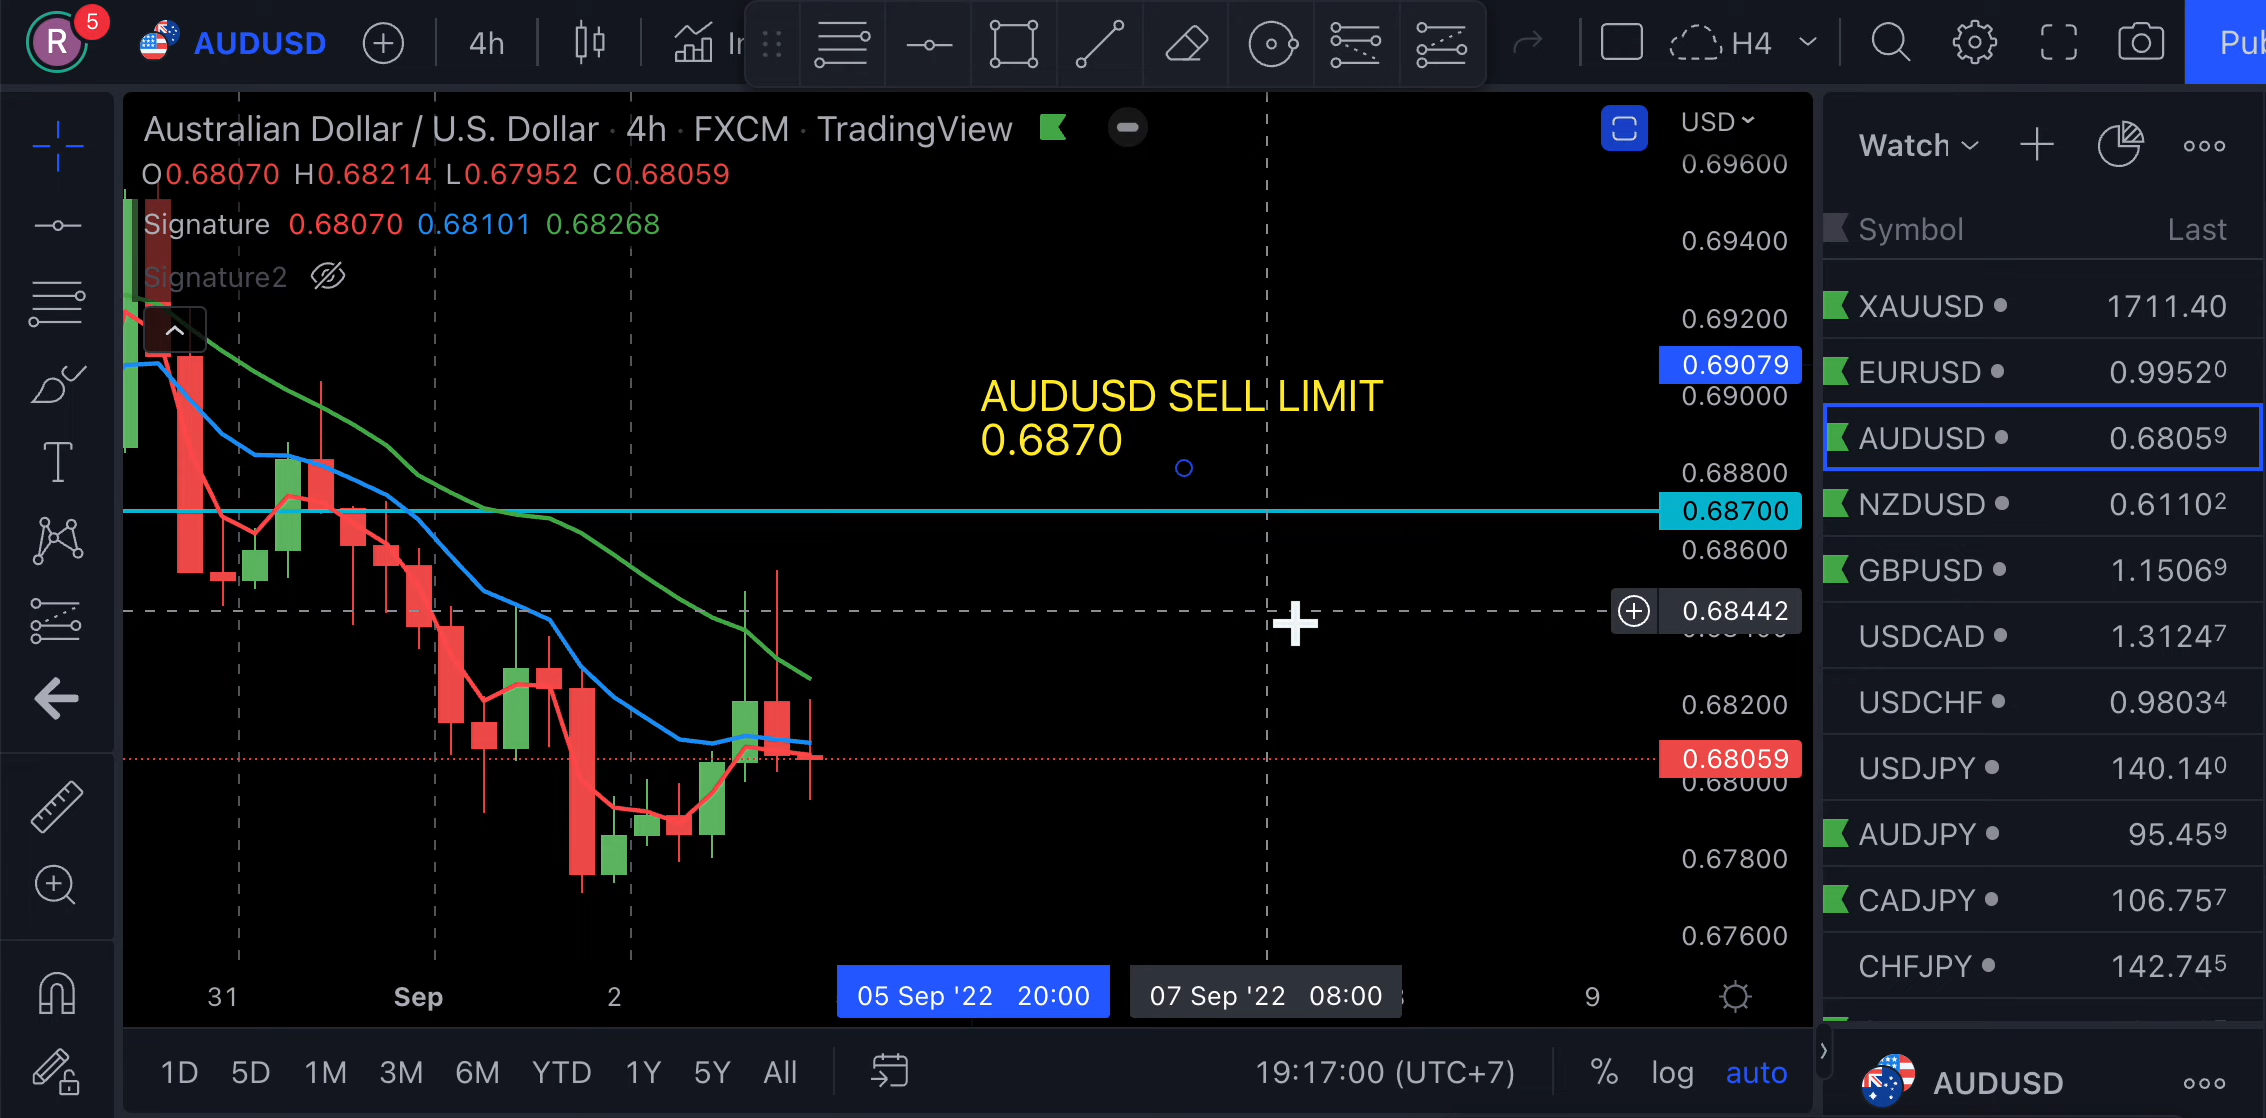 R 5 AUDUSD 4h H4
Australian Dollar / U.S. Dollar · 4h · FXCM · TradingView
O0.68070 H0.68214 L0.67952 C0.68059
Signature 0.68070 0.68101 0.68268
Signature2
AUDUSD SELL LIMIT
0.6870
USD
0.69600
0.69400
0.69200
0.69079
0.69000
0.68800
0.68700
0.68600
0.68442
0.68200
0.68059
0.68000
0.67800
0.67600
31 Sep 2 05 Sep '22 20:00 07 Sep '22 08:00 9
1D 5D 1M 3M 6M YTD 1Y 5Y All 19:17:00 (UTC+7) % log auto
Watch
Symbol Last
XAUUSD 1711.40
EURUSD 0.99520
AUDUSD 0.68059
NZDUSD 0.61102
GBPUSD 1.15069
USDCAD 1.31247
USDCHF 0.98034
USDJPY 140.140
AUDJPY 95.459
CADJPY 106.757
CHFJPY 142.745
AUDUSD